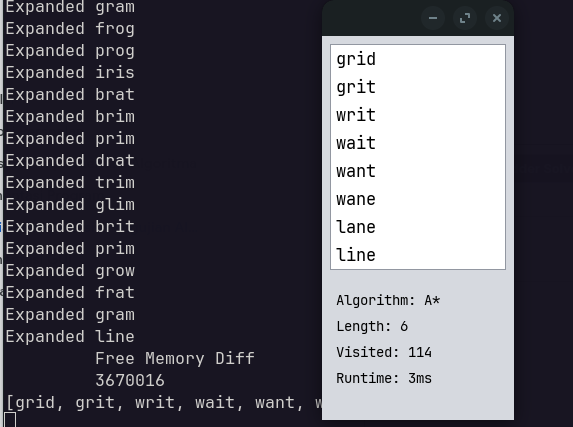 Expanded gram
Expanded frog
Expanded prog
Expanded iris
Expanded brat
Expanded brim
Expanded prim
Expanded drat
Expanded trim
Expanded glim
Expanded brit
Expanded prim
Expanded grow
Expanded frat
Expanded gram
Expanded line
Free Memory Diff
3670016
[grid, grit, writ, wait, want,
grid
grit
writ
wait
want
wane
lane
line
Algorithm: A*
Length: 6
Visited: 114
Runtime: 3ms